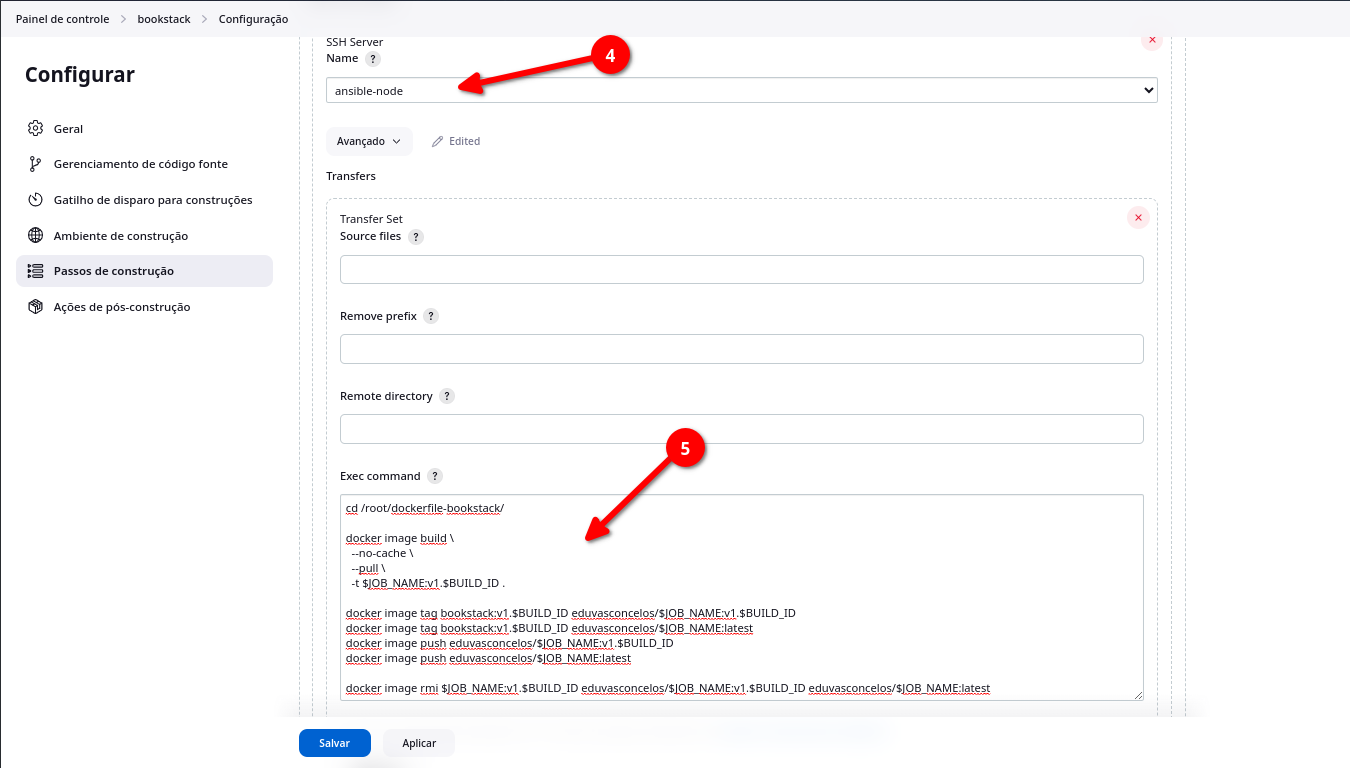 Painel de controle > bookstack > Configuração
Configurar
Geral
Gerenciamento de código fonte
Gatilho de disparo para construções
Ambiente de construção
Passos de construção
Ações de pós-construção
SSH Server
Name ?
4
ansible-node
Avançado Edited
Transfers
Transfer Set
Source files ?
Remove prefix ?
Remote directory ?
5
Exec command ?
cd /root/dockerfile-bookstack/
docker image build \
--no-cache \
--pull \
-t $JOB_NAME:v1.$BUILD_ID .
docker image tag bookstack:v1.$BUILD_ID eduvasconcelos/$JOB_NAME:v1.$BUILD_ID
docker image tag bookstack:v1.$BUILD_ID eduvasconcelos/$JOB_NAME:latest
docker image push eduvasconcelos/$JOB_NAME:v1.$BUILD_ID
docker image push eduvasconcelos/$JOB_NAME:latest
docker image rmi $JOB_NAME:v1.$BUILD_ID eduvasconcelos/$JOB_NAME:v1.$BUILD_ID eduvasconcelos/$JOB_NAME:latest
Salvar Aplicar